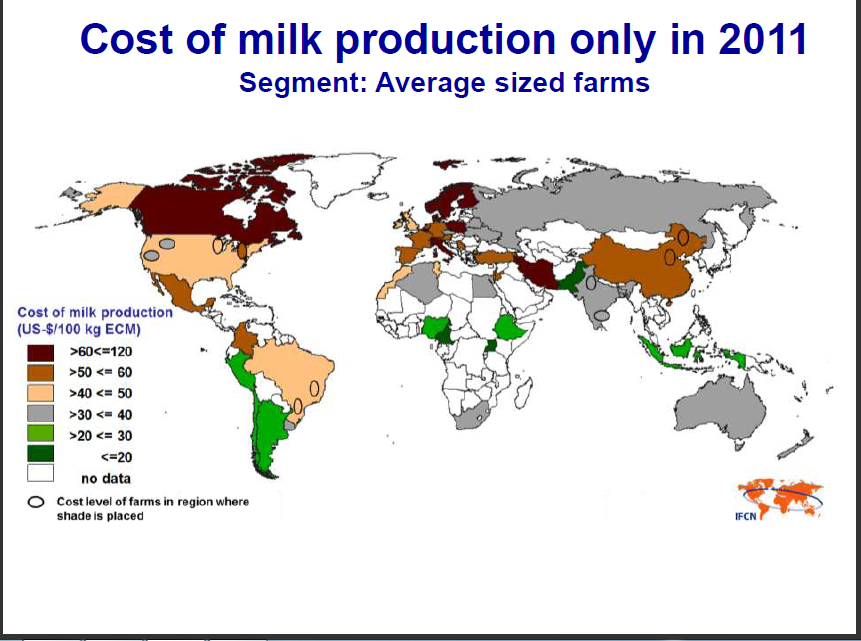 Cost of milk production only in 2011
Segment: Average sized farms
Cost of milk production
(US-$/100 kg ECM)
>60<=120
>50 <= 60
>40 <= 50
>30 <= 40
>20 <= 30
<=20
no data
Cost level of farms in region where
shade is placed
IFCN